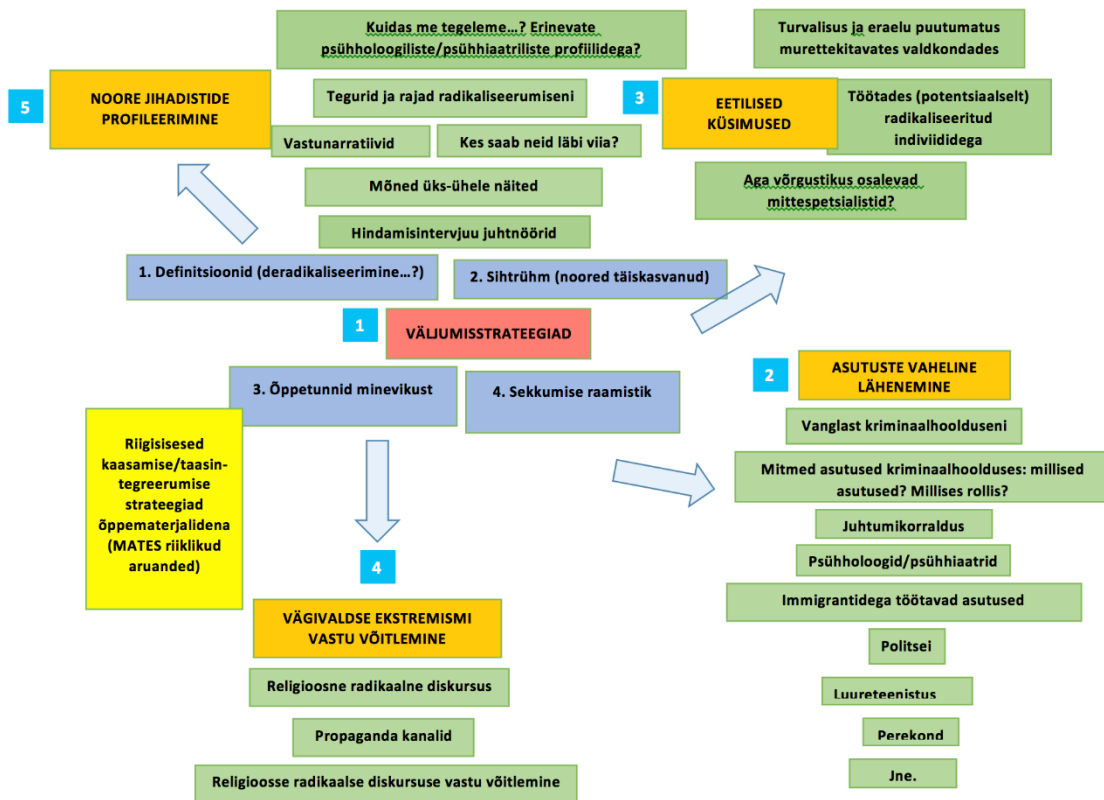 Kuidas me tegeleme…? Erinevate
psühholoogiliste/psühhiaatriliste profiilidega?
5
NOORE JIHADISTIDE
PROFILEERIMINE
Tegurid ja rajad radikaliseerumiseni
Vastunarratiivid
Kes saab neid läbi viia?
Mõned üks-ühele näited
Hindamisintervjuu juhtnöörid
Turvalisus ja eraelu puutumatus
murettekitavates valdkondades
3
EETILISED
KÜSIMUSED
Töötades (potentsiaalselt)
radikaliseeritud
indiviididega
Aga võrgustikus osalevad
mittespetsialistid?
1. Definitsioonid (deradikaliseerimine…?)
2. Sihtrühm (noored täiskasvanud)
1
VÄLJUMISSTRATEEGIAD
3. Õppetunnid minevikust
4. Sekkumise raamistik
Riigisisesed
kaasamise/taasin-
tegreerumise
strateegiad
õppematerjalidena
(MATES riiklikud
aruanded)
2
ASUTUSTE VAHELINE
LÄHENEMINE
Vanglast kriminaalhoolduseni
Mitmed asutused kriminaalhoolduses: millised
asutused? Millises rollis?
Juhtumikorraldus
Psühholoogid/psühhiaatrid
Immigrantidega töötavad asutused
Politsei
Luureteenistus
Perekond
Jne.
4
VÄGIVALDSE EKSTREMISMI
VASTU VÕITLEMINE
Religioosne radikaalne diskursus
Propaganda kanalid
Religioosse radikaalse diskursuse vastu võitlemine